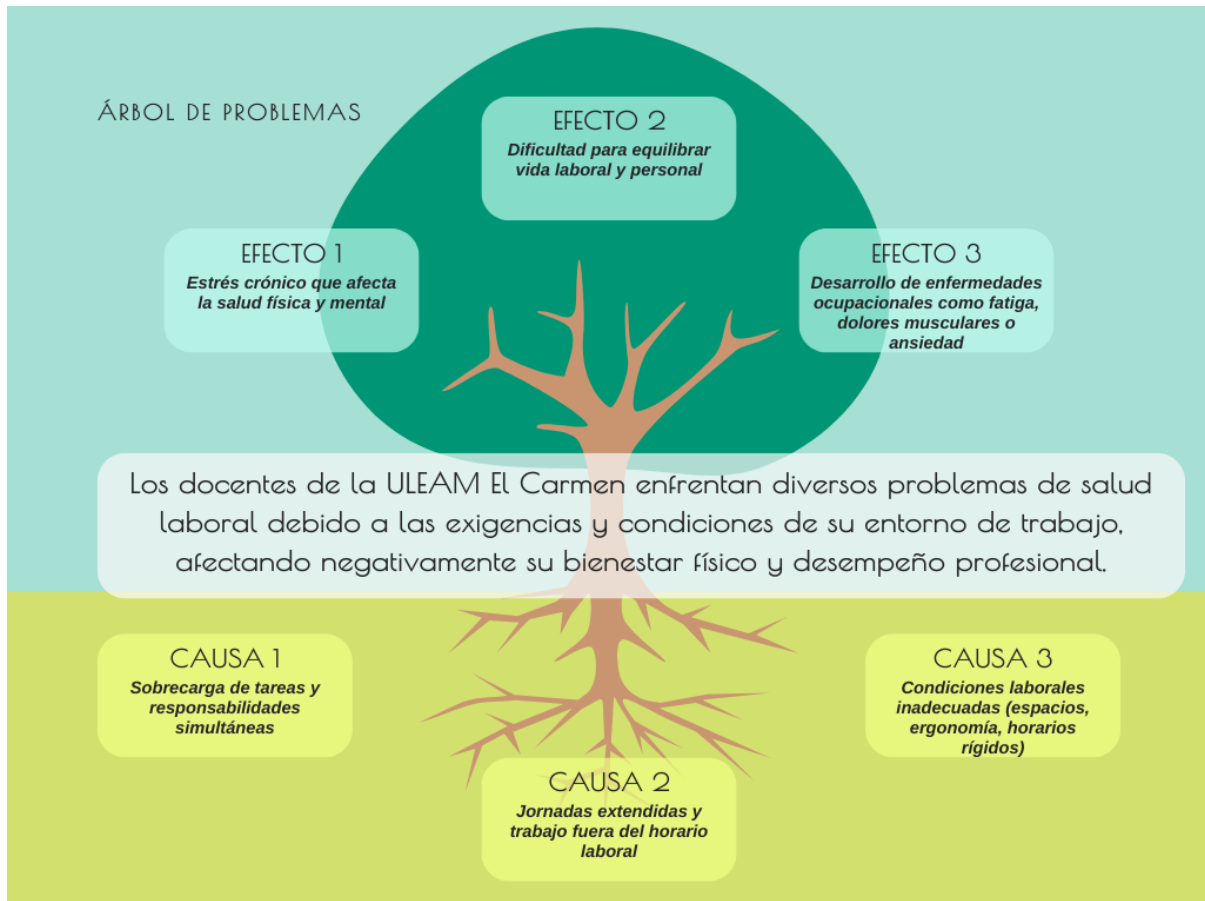 ÁRBOL DE PROBLEMAS
EFECTO 2
Dificultad para equilibrar
vida laboral y personal
EFECTO 1
Estrés crónico que afecta
la salud física y mental
EFECTO 3
Desarrollo de enfermedades
ocupacionales como fatiga,
dolores musculares o
ansiedad
Los docentes de la ULEAM El Carmen enfrentan diversos problemas de salud
laboral debido a las exigencias y condiciones de su entorno de trabajo,
afectando negativamente su bienestar físico y desempeño profesional.
CAUSA 1
Sobrecarga de tareas y
responsabilidades
simultáneas
CAUSA 3
Condiciones laborales
inadecuadas (espacios,
ergonomía, horarios
rígidos)
CAUSA 2
Jornadas extendidas y
trabajo fuera del horario
laboral